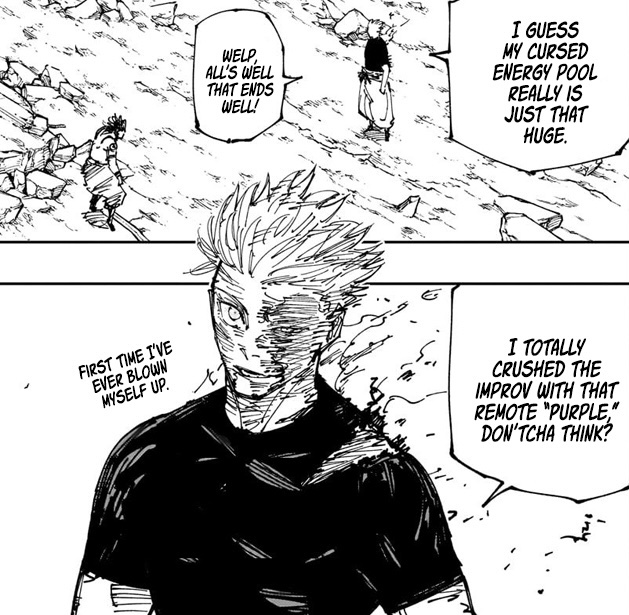 I GUESS
MY CURSED
ENERGY POOL
REALLY IS
JUST THAT
HUGE.
WELP,
ALL'S WELL
THAT ENDS
WELL!
I TOTALLY
CRUSHED THE
IMPROV WITH THAT
REMOTE "PURPLE,"
DON'TCHA THINK?
FIRST TIME I'VE
EVER BLOWN
MYSELF UP.